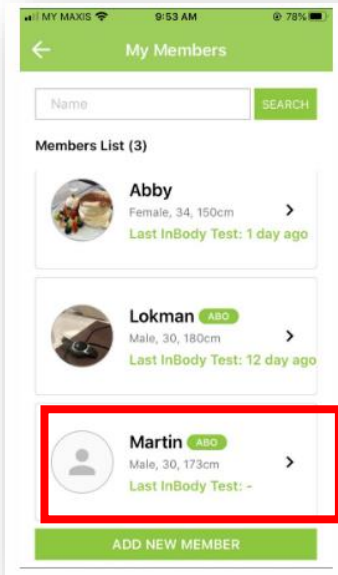 MY MAXIS 9:53 AM 78%
My Members
Name SEARCH
Members List (3)
Abby
Female, 34, 150cm
Last InBody Test: 1 day ago
Lokman ABO
Male, 30, 180cm
Last InBody Test: 12 day ago
Martin ABO
Male, 30, 173cm
Last InBody Test: -
ADD NEW MEMBER